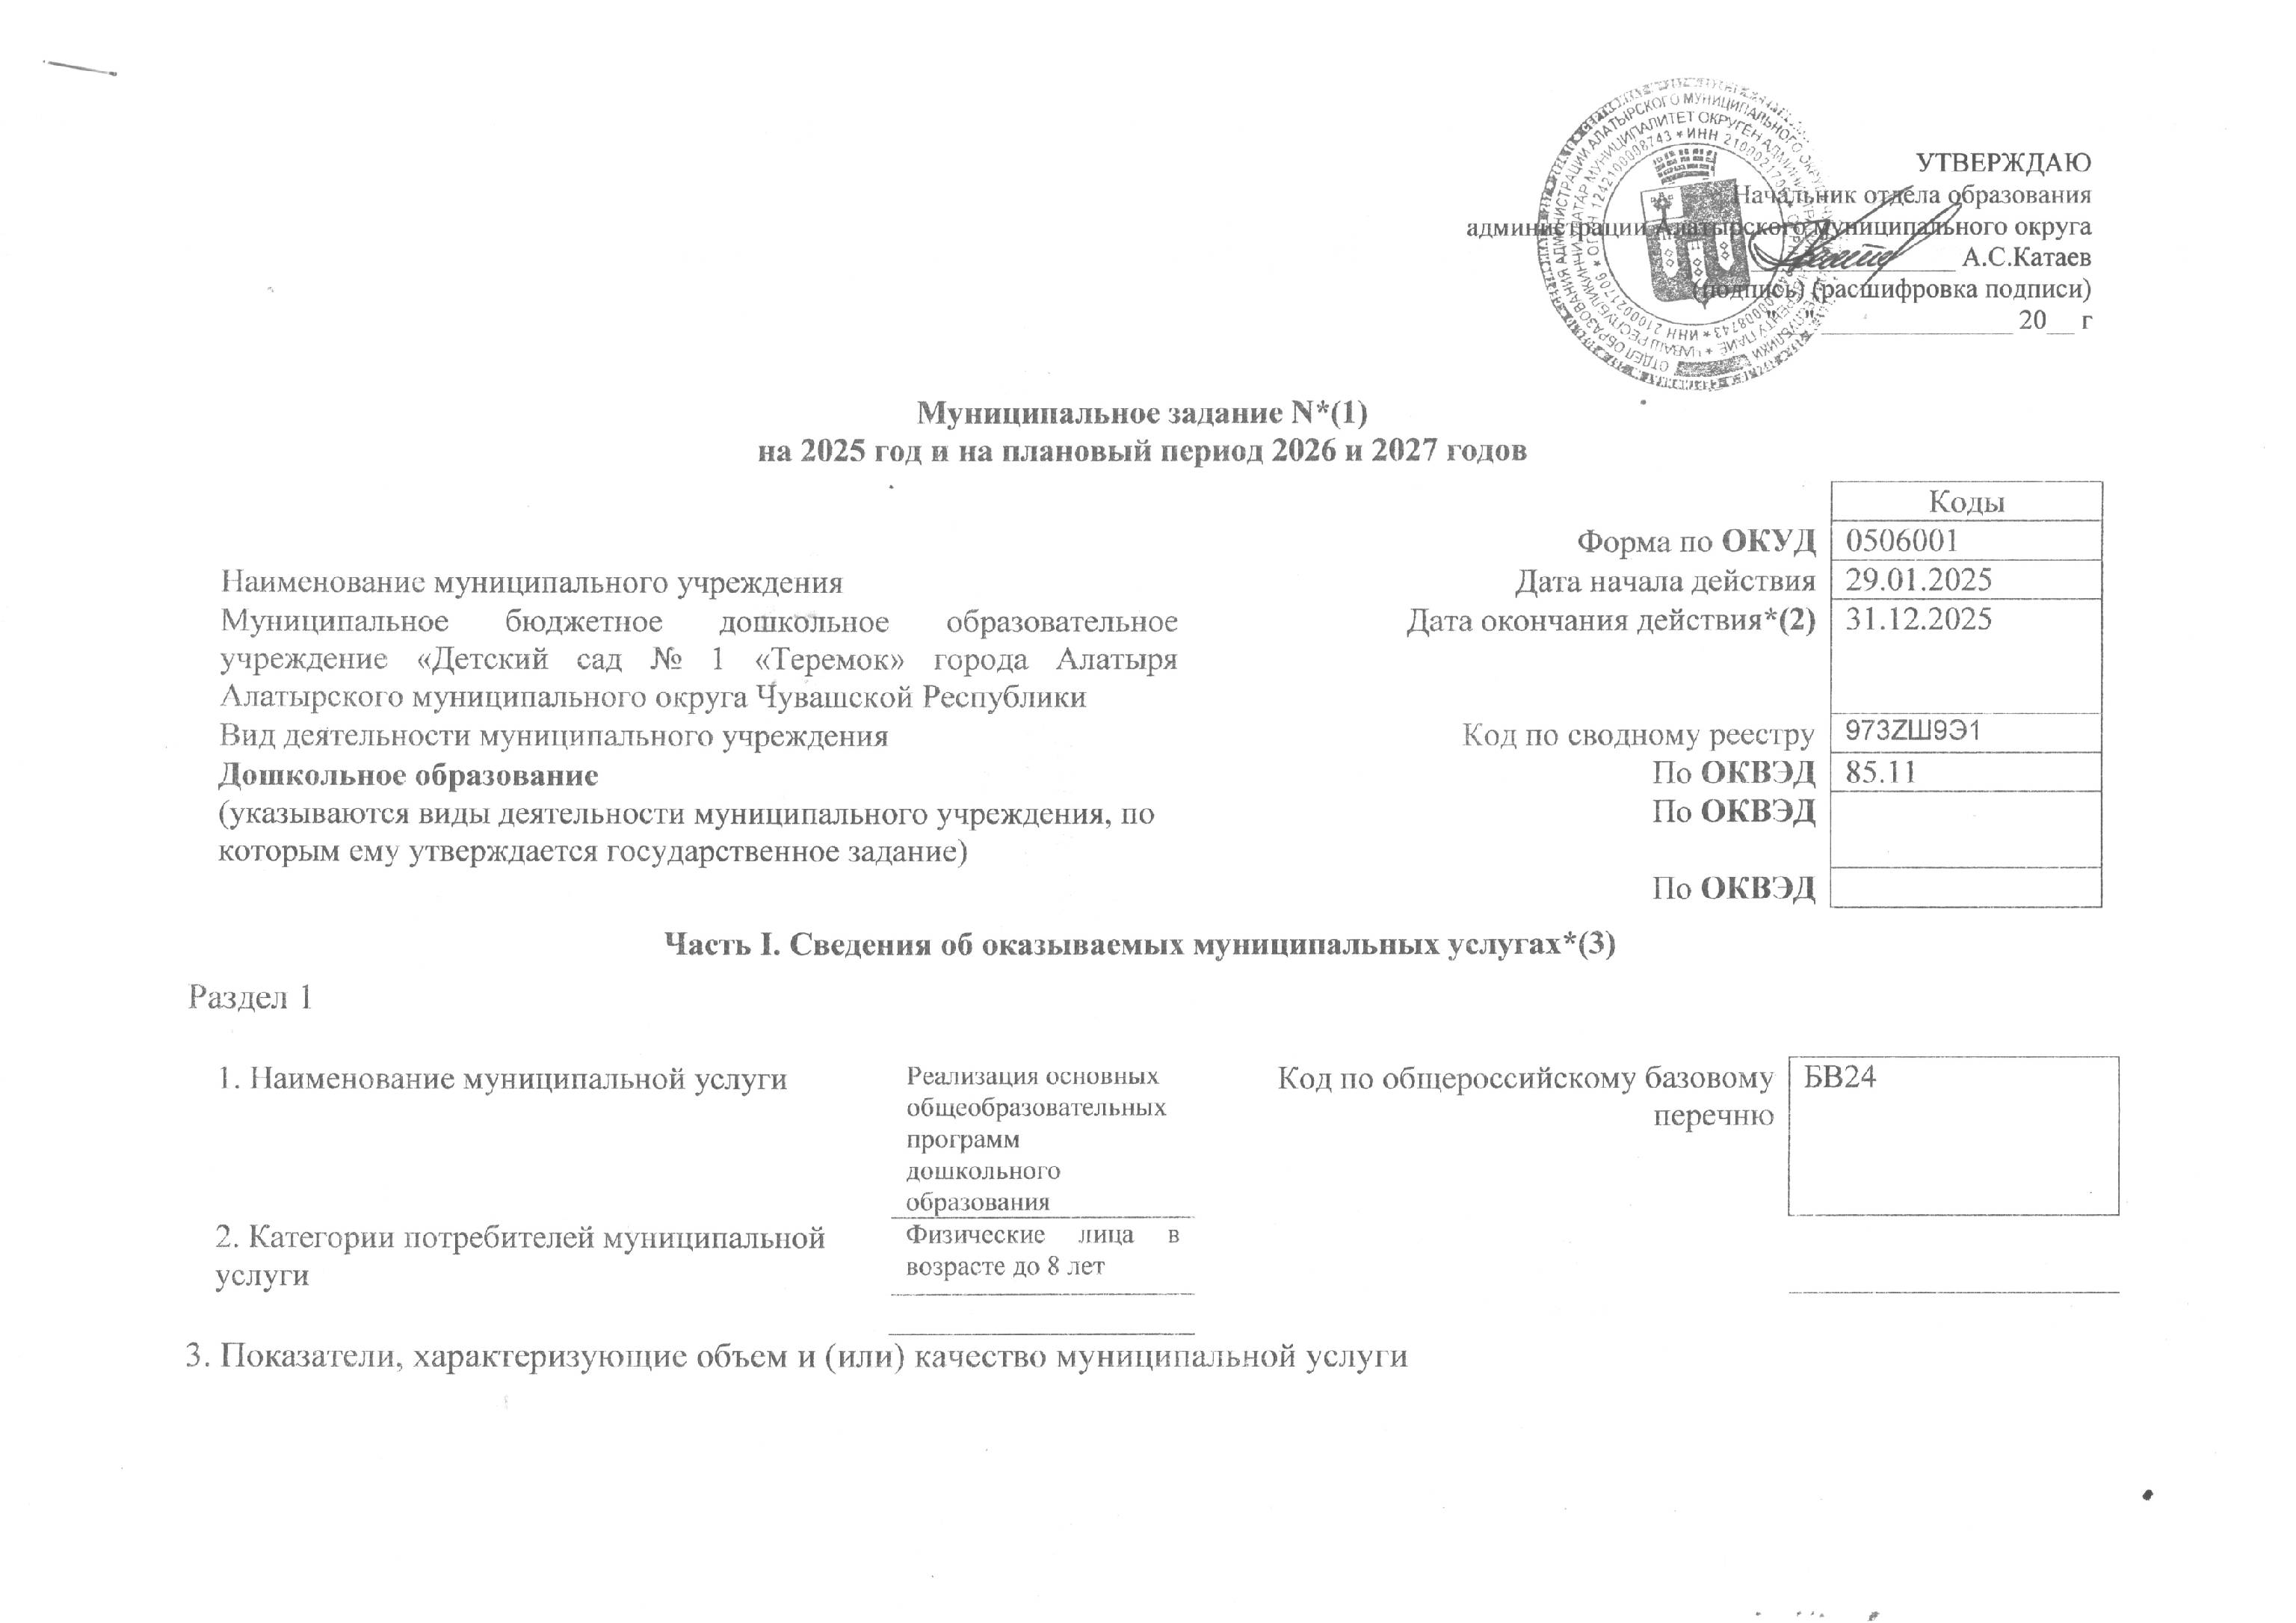 УТВЕРЖДАЮ
Начальник отдела образования
администрации Алатырского муниципального округа
А.С.Катаев
(подпись) (расшифровка подписи)
"__"______________ 20__ г
Муниципальное задание N*(1)
на 2025 год и на плановый период 2026 и 2027 годов
Коды
Форма по ОКУД 0506001
Наименование муниципального учреждения Дата начала действия 29.01.2025
Муниципальное бюджетное дошкольное образовательное Дата окончания действия*(2) 31.12.2025
учреждение «Детский сад № 1 «Теремок» города Алатыря
Алатырского муниципального округа Чувашской Республики
Вид деятельности муниципального учреждения Код по сводному реестру 973ZШ9Э1
Дошкольное образование По ОКВЭД 85.11
(указываются виды деятельности муниципального учреждения, по По ОКВЭД
которым ему утверждается государственное задание)
По ОКВЭД
Часть I. Сведения об оказываемых муниципальных услугах*(3)
Раздел 1
1. Наименование муниципальной услуги
Реализация основных
общеобразовательных
программ
дошкольного
образования
Код по общероссийскому базовому
перечню
БВ24
2. Категории потребителей муниципальной
услуги
Физические лица в
возрасте до 8 лет
3. Показатели, характеризующие объем и (или) качество муниципальной услуги